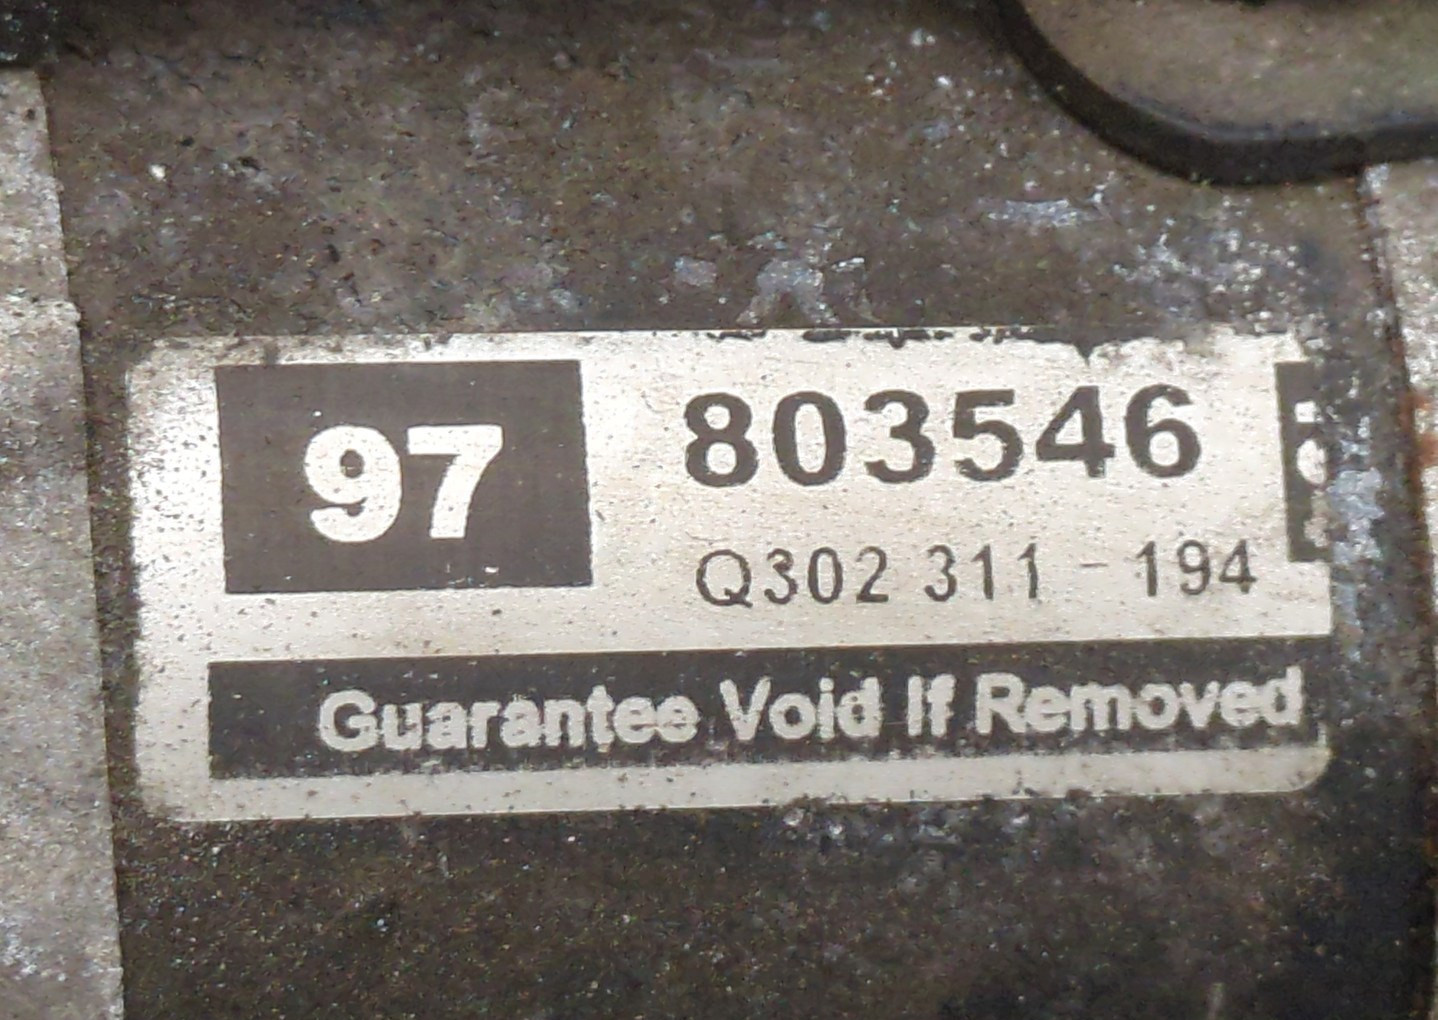 97
803546
Q302 311 - 194
Guarantee Void If Removed